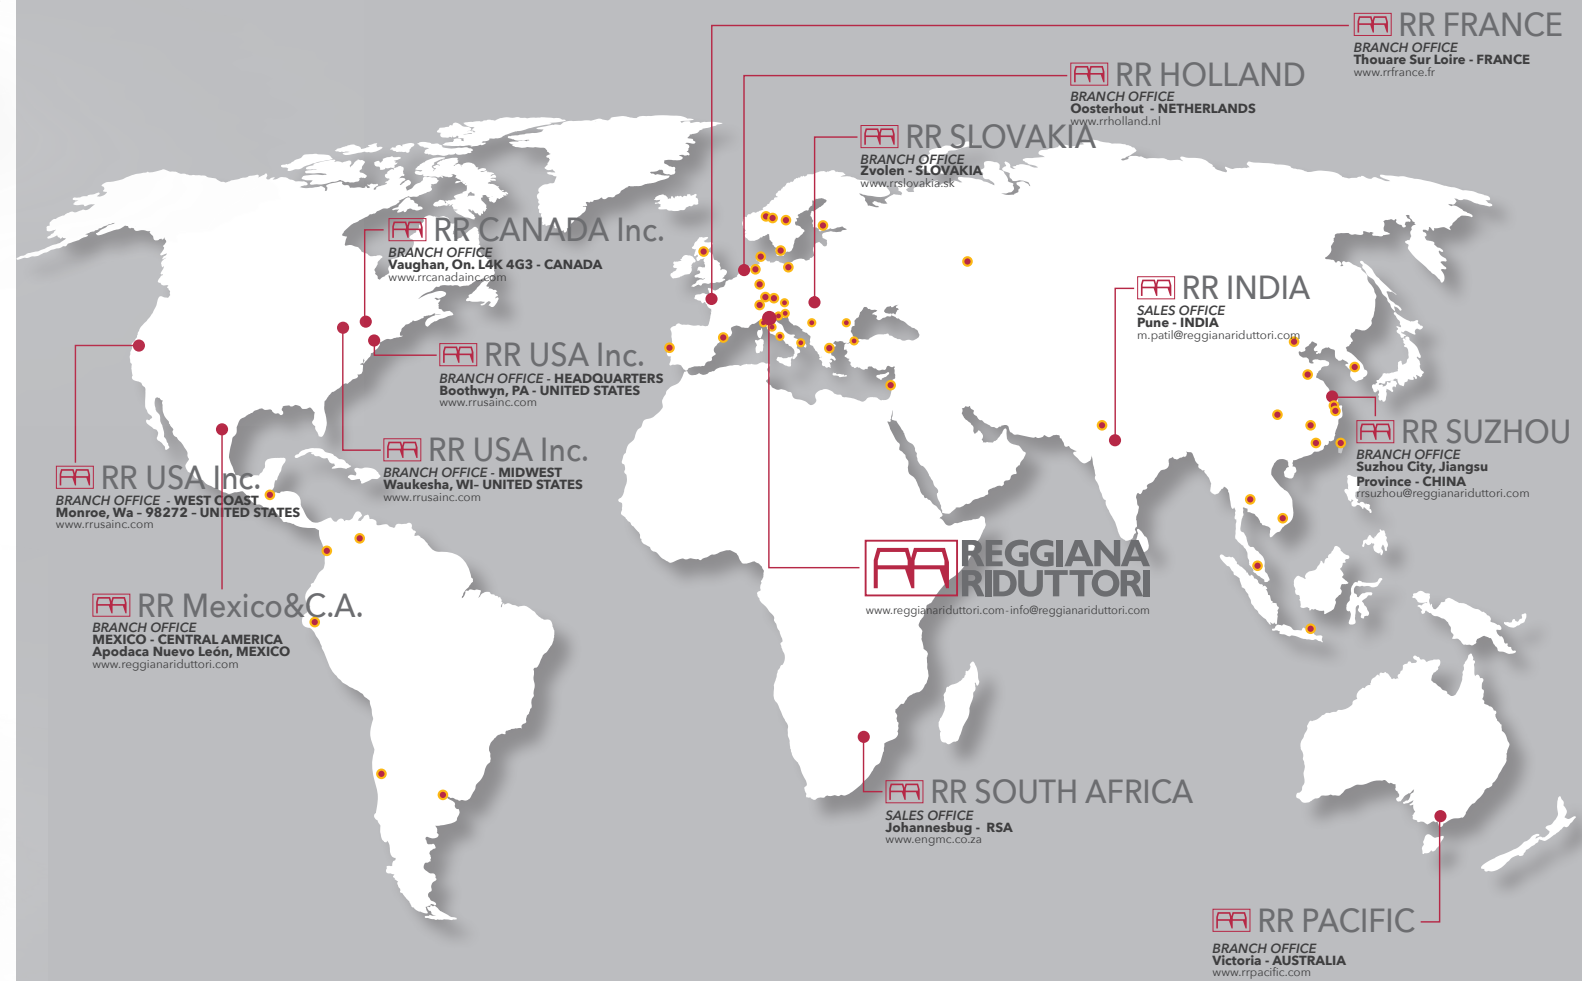 RR FRANCE
BRANCH OFFICE
Thouare Sur Loire - FRANCE
www.rrfrance.fr
RR HOLLAND
BRANCH OFFICE
Oosterhout - NETHERLANDS
www.rrholland.nl
RR SLOVAKIA
BRANCH OFFICE
Zvolen - SLOVAKIA
www.rrslovakia.sk
RR CANADA Inc.
BRANCH OFFICE
Vaughan, On. L4K 4G3 - CANADA
www.rrcanadainc.com
RR INDIA
SALES OFFICE
Pune - INDIA
m.patil@reggianariduttori.com
RR USA Inc.
BRANCH OFFICE - HEADQUARTERS
Boothwyn, PA - UNITED STATES
www.rrusainc.com
RR SUZHOU
BRANCH OFFICE
Suzhou City, Jiangsu
Province - CHINA
rrsuzhou@reggianariduttori.com
RR USA Inc.
BRANCH OFFICE - MIDWEST
Waukesha, WI- UNITED STATES
www.rrusainc.com
RR USA Inc.
BRANCH OFFICE - WEST COAST
Monroe, Wa - 98272 - UNITED STATES
www.rrusainc.com
REGGIANA
RIDUTTORI
www.reggianariduttori.com-info@reggianariduttori.com
RR Mexico&C.A.
BRANCH OFFICE
MEXICO - CENTRAL AMERICA
Apodaca Nuevo León, MEXICO
www.reggianariduttori.com
RR SOUTH AFRICA
SALES OFFICE
Johannesbug - RSA
www.engmc.co.za
RR PACIFIC
BRANCH OFFICE
Victoria - AUSTRALIA
www.rrpacific.com